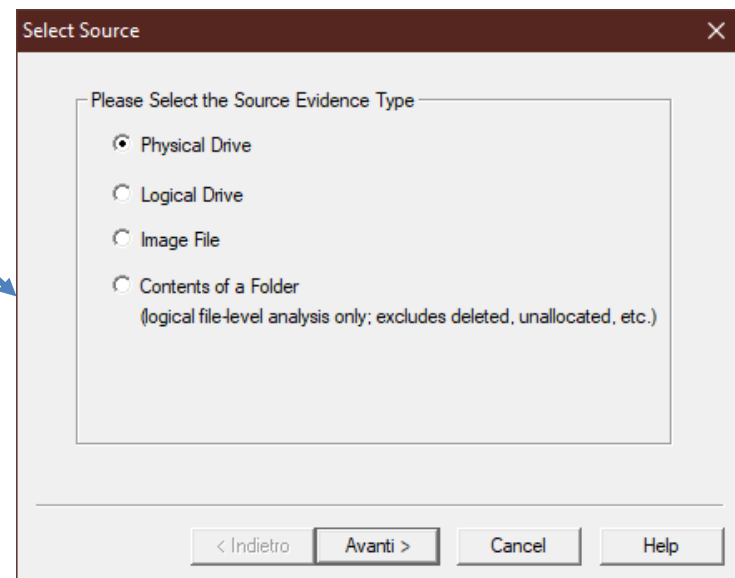 Select Source
Please Select the Source Evidence Type
Physical Drive
Logical Drive
Image File
Contents of a Folder
(logical file-level analysis only; excludes deleted, unallocated, etc.)
< Indietro Avanti > Cancel Help